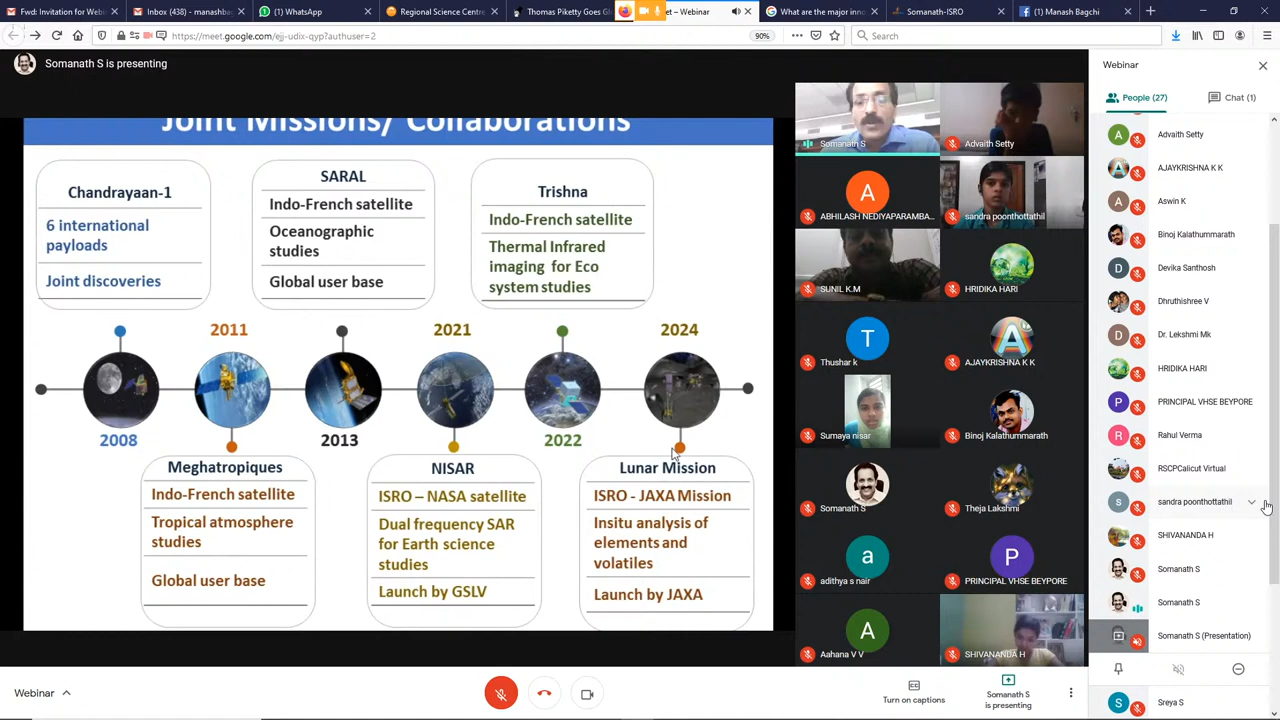 Fwd: Invitation for Webin
Inbox (438) - manashbag
(1) WhatsApp
Regional Science Centre
Thomas Piketty Goes Gl
et – Webinar
What are the major inno
Somanath-ISRO
(1) Manash Bagchi
https://meet.google.com/ejj-udix-qyp?authuser=2
90%
Search
Somanath S is presenting
Joint Missions/ Collaborations
Chandrayaan-1
6 international
payloads
Joint discoveries
SARAL
Indo-French satellite
Oceanographic
studies
Global user base
Trishna
Indo-French satellite
Thermal Infrared
imaging for Eco
system studies
2011
2021
2024
2008
2013
2022
Meghatropiques
Indo-French satellite
Tropical atmosphere
studies
Global user base
NISAR
ISRO – NASA satellite
Dual frequency SAR
for Earth science
studies
Launch by GSLV
Lunar Mission
ISRO - JAXA Mission
Insitu analysis of
elements and
volatiles
Launch by JAXA
Somanath S
Advaith Setty
A
ABHILASH NEDIYAPARAMBA...
sandra poonthottathil
SUNIL K.M
HRIDIKA HARI
T
Thushar k
A
AJAYKRISHNA K K
Sumaya nisar
Binoj Kalathummarath
Somanath S
Theja Lakshmi
a
adithya s nair
P
PRINCIPAL VHSE BEYPORE
A
Aahana V V
SHIVANANDA H
Webinar
People (27)
Chat (1)
A
Advaith Setty
A
AJAYKRISHNA K K
A
Aswin K
Binoj Kalathummarath
D
Devika Santhosh
Dhruthishree V
D
Dr. Lekshmi Mk
HRIDIKA HARI
P
PRINCIPAL VHSE BEYPORE
R
Rahul Verma
RSCPCalicut Virtual
s
sandra poonthottathil
SHIVANANDA H
Somanath S
Somanath S
Somanath S (Presentation)
S
Sreya S
Webinar
CC
Turn on captions
Somanath S
is presenting